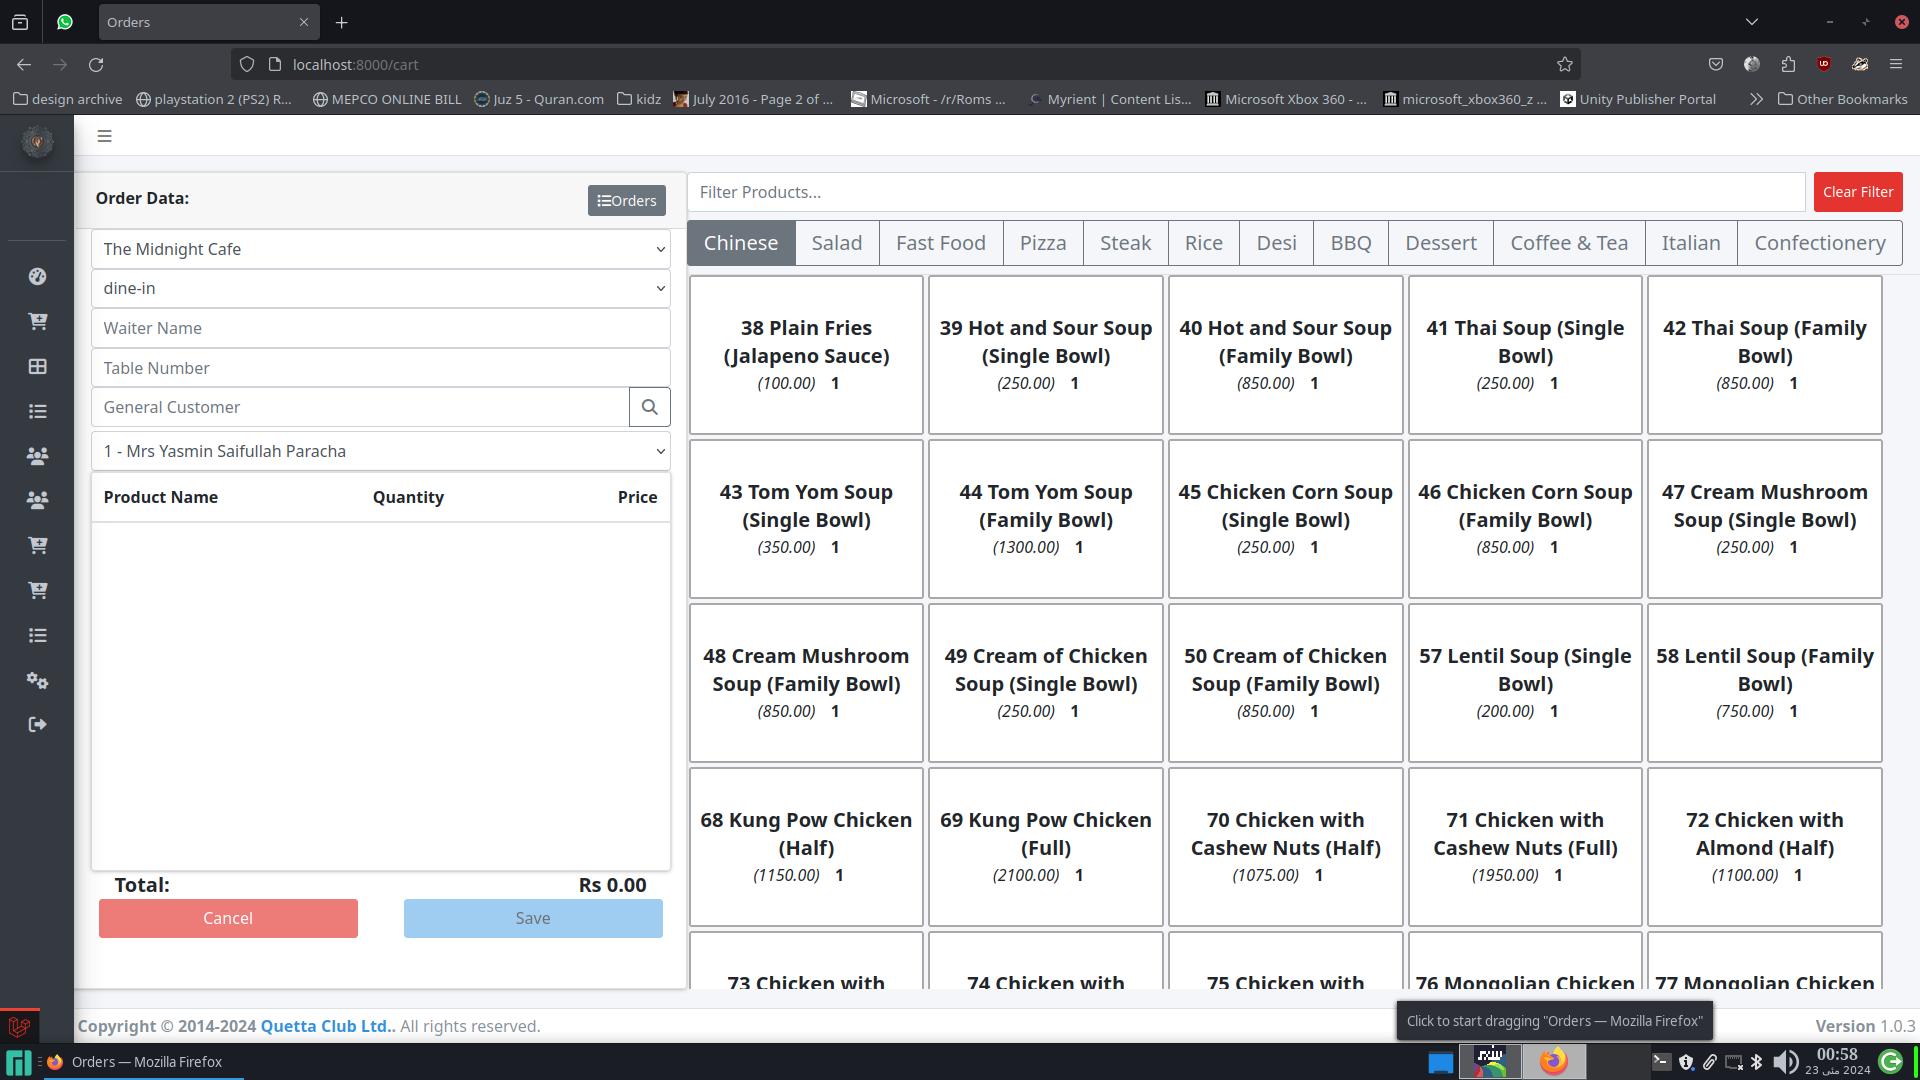 Orders
localhost:8000/cart
design archive playstation 2 (PS2) R... MEPCO ONLINE BILL Juz 5 - Quran.com kidz July 2016 - Page 2 of ... Microsoft - /r/Roms ... Myrient | Content Lis... Microsoft Xbox 360 - ... microsoft_xbox360_z ... Unity Publisher Portal Other Bookmarks
Order Data:
Orders
The Midnight Cafe
dine-in
Waiter Name
Table Number
General Customer
1 - Mrs Yasmin Saifullah Paracha
Product Name Quantity Price
Total: Rs 0.00
Cancel Save
Filter Products... Clear Filter
Chinese Salad Fast Food Pizza Steak Rice Desi BBQ Dessert Coffee & Tea Italian Confectionery
38 Plain Fries
(Jalapeno Sauce)
(100.00) 1
39 Hot and Sour Soup
(Single Bowl)
(250.00) 1
40 Hot and Sour Soup
(Family Bowl)
(850.00) 1
41 Thai Soup (Single
Bowl)
(250.00) 1
42 Thai Soup (Family
Bowl)
(850.00) 1
43 Tom Yom Soup
(Single Bowl)
(350.00) 1
44 Tom Yom Soup
(Family Bowl)
(1300.00) 1
45 Chicken Corn Soup
(Single Bowl)
(250.00) 1
46 Chicken Corn Soup
(Family Bowl)
(850.00) 1
47 Cream Mushroom
Soup (Single Bowl)
(250.00) 1
48 Cream Mushroom
Soup (Family Bowl)
(850.00) 1
49 Cream of Chicken
Soup (Single Bowl)
(250.00) 1
50 Cream of Chicken
Soup (Family Bowl)
(850.00) 1
57 Lentil Soup (Single
Bowl)
(200.00) 1
58 Lentil Soup (Family
Bowl)
(750.00) 1
68 Kung Pow Chicken
(Half)
(1150.00) 1
69 Kung Pow Chicken
(Full)
(2100.00) 1
70 Chicken with
Cashew Nuts (Half)
(1075.00) 1
71 Chicken with
Cashew Nuts (Full)
(1950.00) 1
72 Chicken with
Almond (Half)
(1100.00) 1
73 Chicken with
74 Chicken with
75 Chicken with
76 Mongolian Chicken
77 Mongolian Chicken
Copyright © 2014-2024 Quetta Club Ltd.. All rights reserved.
Click to start dragging "Orders — Mozilla Firefox"
Version 1.0.3
Orders — Mozilla Firefox
00:58
23 مئی 2024